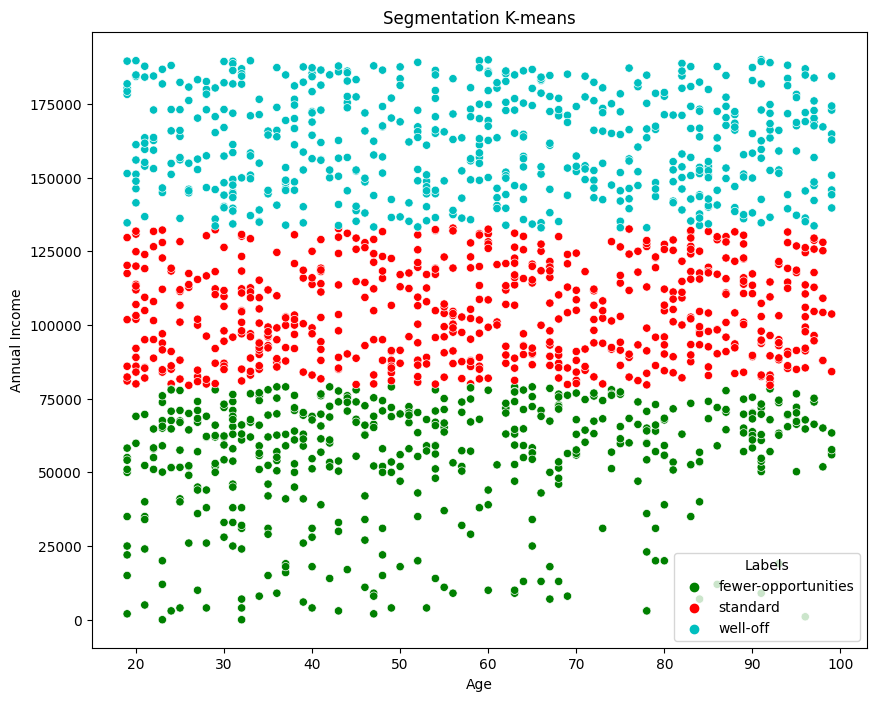 Segmentation K-means
Annual Income
175000
150000
125000
100000
75000
50000
25000
0
Labels
fewer-opportunities
standard
well-off
20 30 40 50 60 70 80 90 100
Age